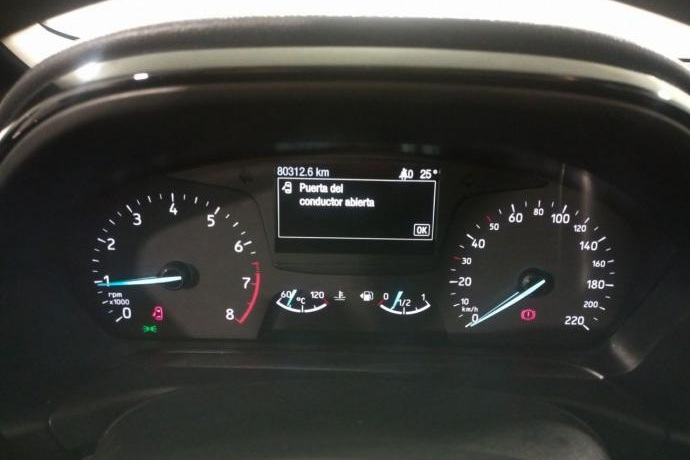 80312.6 km 0 25°
Puerta del
conductor abierta
OK
0 1 2 3 4 5 6 7 8
rpm
x1000
60 °C 120
0 1/2 1
0 10 20 30 40 50 60 80 100 120 140 160 180 200 220
km/h